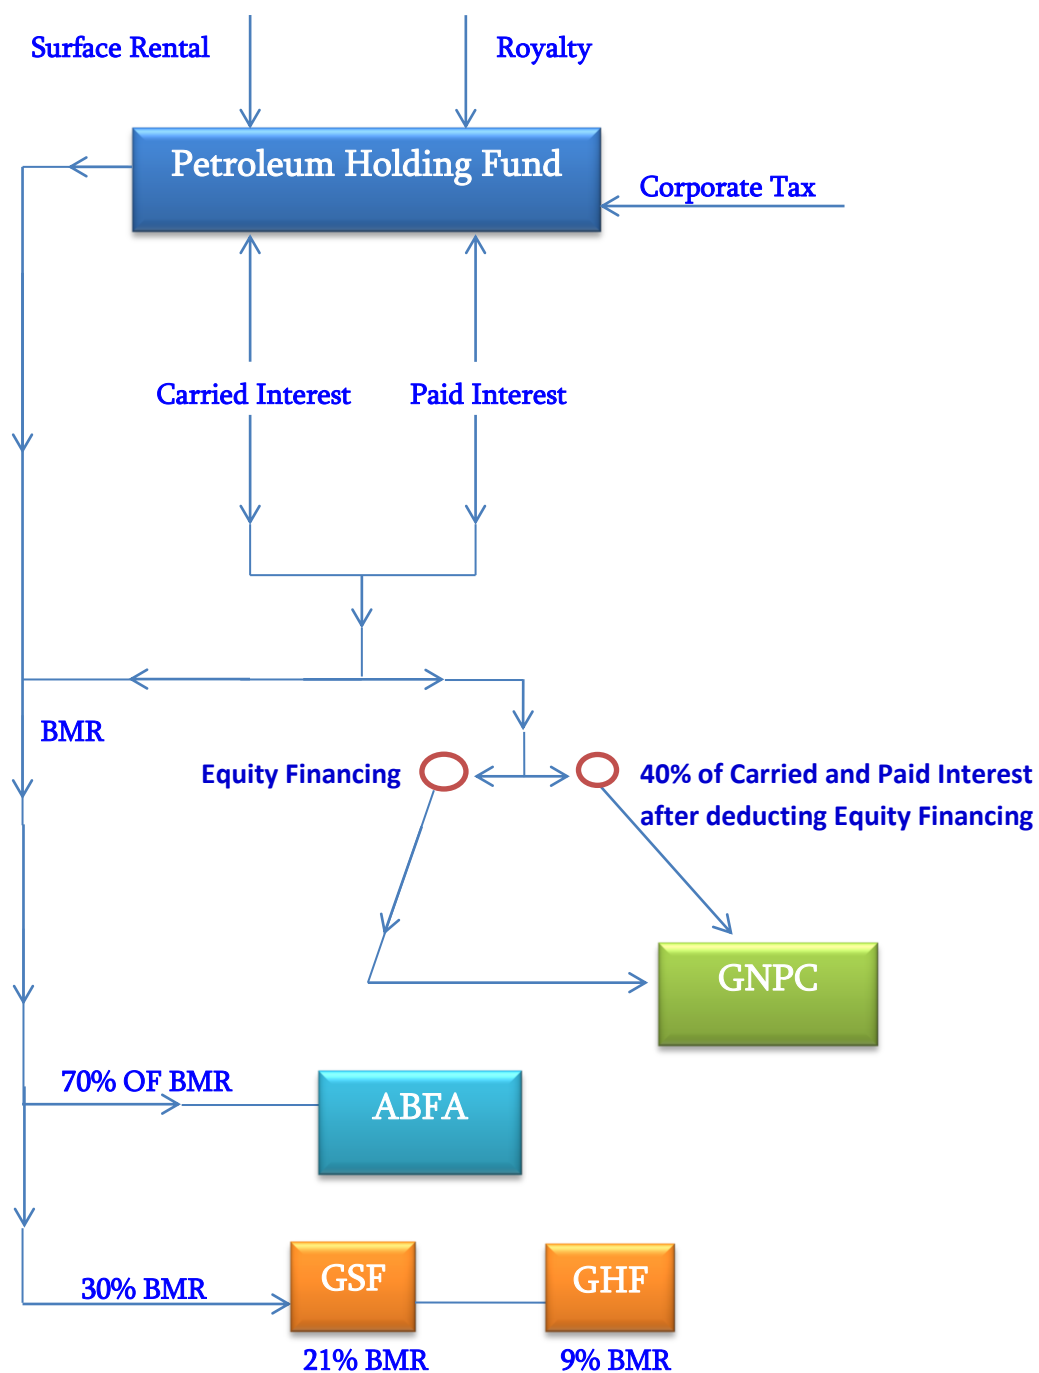 Surface Rental
Royalty
Petroleum Holding Fund
Corporate Tax
Carried Interest
Paid Interest
BMR
Equity Financing
40% of Carried and Paid Interest
after deducting Equity Financing
GNPC
70% OF BMR
ABFA
30% BMR
GSF
GHF
21% BMR
9% BMR